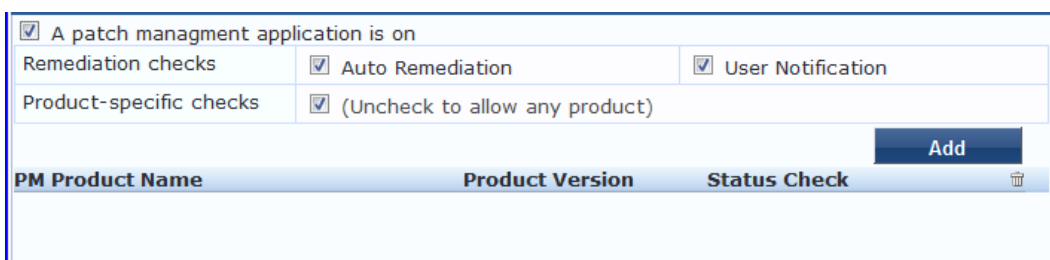 A patch managment application is on
Remediation checks Auto Remediation User Notification
Product-specific checks (Uncheck to allow any product)
Add
PM Product Name Product Version Status Check